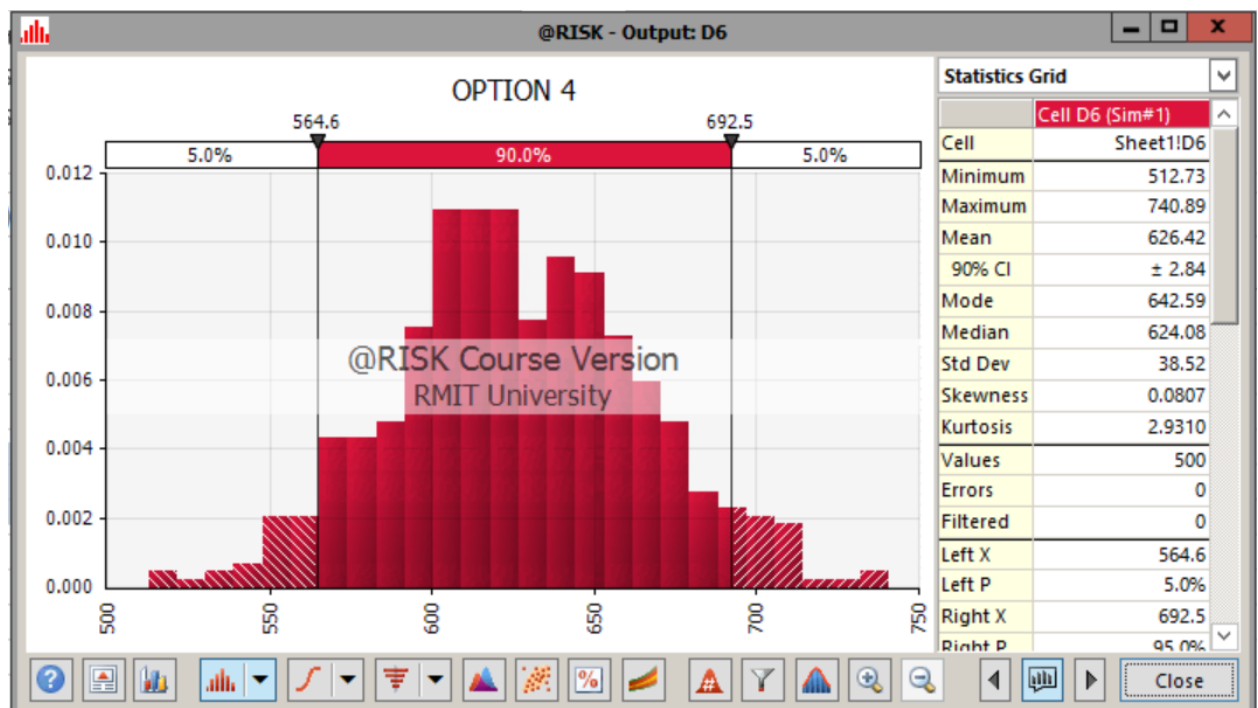 @RISK - Output: D6
OPTION 4
564.6 692.5
5.0% 90.0% 5.0%
0.012
0.010
0.008
0.006
0.004
0.002
0.000
500 550 600 650 700 750
@RISK Course Version
RMIT University
Statistics Grid
Cell D6 (Sim#1)
Cell Sheet1!D6
Minimum 512.73
Maximum 740.89
Mean 626.42
90% CI ± 2.84
Mode 642.59
Median 624.08
Std Dev 38.52
Skewness 0.0807
Kurtosis 2.9310
Values 500
Errors 0
Filtered 0
Left X 564.6
Left P 5.0%
Right X 692.5
Right P 95.0%
Close